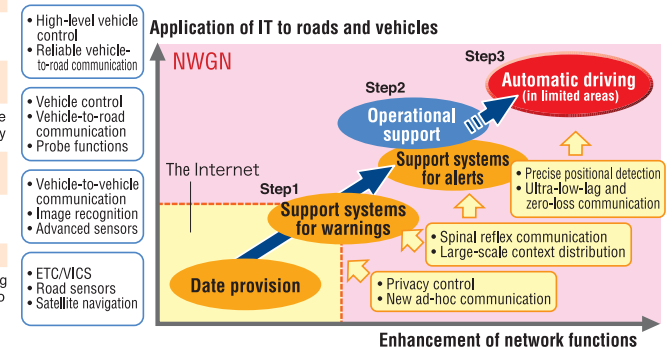 • High-level vehicle
control
• Reliable vehicle-
to-road communication
• Vehicle control
• Vehicle-to-road
communication
• Probe functions
• Vehicle-to-vehicle
communication
• Image recognition
• Advanced sensors
• ETC/VICS
• Road sensors
• Satellite navigation
Application of IT to roads and vehicles
NWGN
Step3
Automatic driving
(in limited areas)
Step2
Operational
support
Support systems
for alerts
• Precise positional detection
• Ultra-low-lag and
zero-loss communication
The Internet
Step1
Support systems
for warnings
• Spinal reflex communication
• Large-scale context distribution
Date provision
• Privacy control
• New ad-hoc communication
Enhancement of network functions